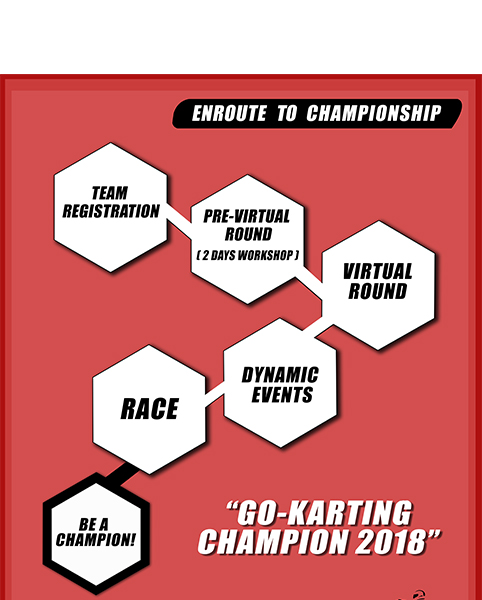 ENROUTE TO CHAMPIONSHIP
TEAM
REGISTRATION
PRE-VIRTUAL
ROUND
( 2 DAYS WORKSHOP )
VIRTUAL
ROUND
DYNAMIC
EVENTS
RACE
BE A
CHAMPION!
“GO-KARTING
CHAMPION 2018”